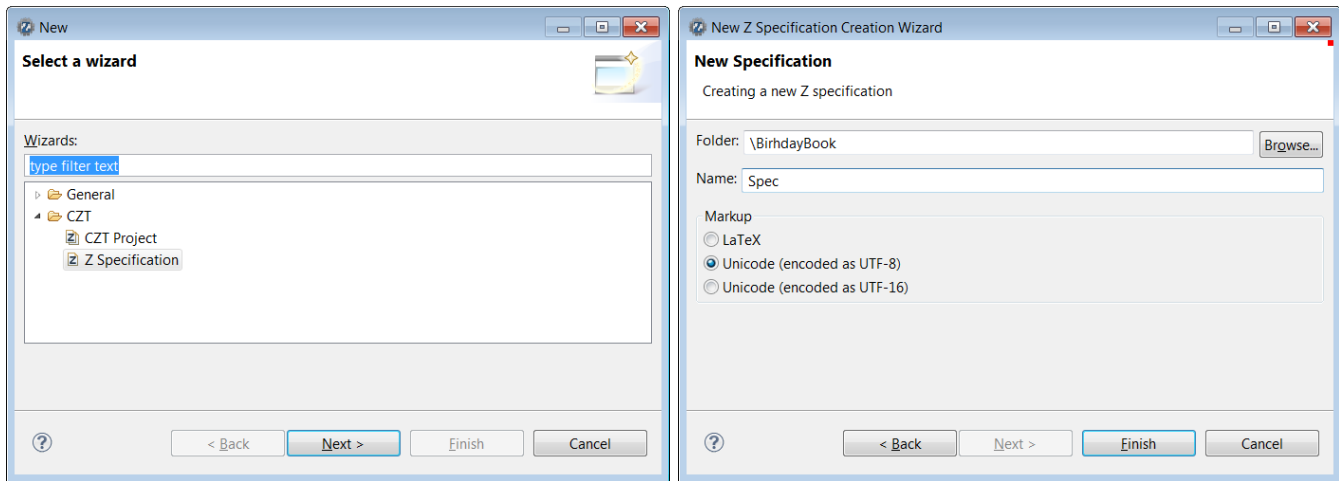 New
Select a wizard
Wizards:
type filter text
General
CZT
CZT Project
Z Specification
< Back
Next >
Finish
Cancel
New Z Specification Creation Wizard
New Specification
Creating a new Z specification
Folder: \BirhdayBook Browse...
Name: Spec
Markup
LaTeX
Unicode (encoded as UTF-8)
Unicode (encoded as UTF-16)
< Back
Next >
Finish
Cancel